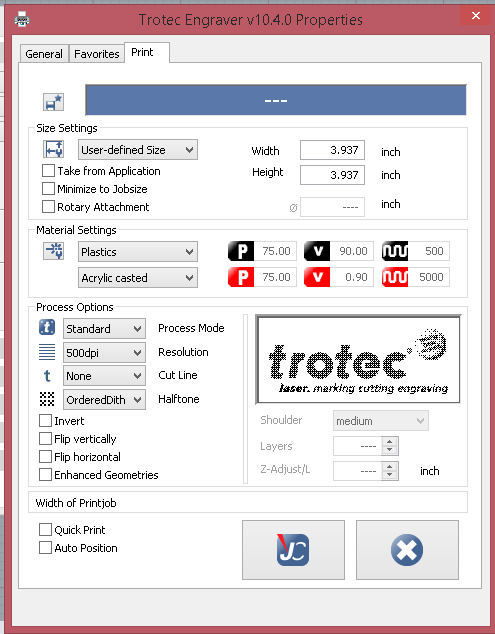 Trotec Engraver v10.4.0 Properties
General Favorites Print
---
Size Settings
User-defined Size Width 3.937 inch
Take from Application Height 3.937 inch
Minimize to Jobsize
Rotary Attachment ø ---- inch
Material Settings
Plastics P 75.00 v 90.00 500
Acrylic casted P 75.00 v 0.90 5000
Process Options
t Standard Process Mode
500dpi Resolution
t None Cut Line
OrderedDith Halftone
trotec®
laser. marking cutting engraving
Invert
Flip vertically
Flip horizontal
Enhanced Geometries
Shoulder medium
Layers ----
Z-Adjust/L ---- inch
Width of Printjob
Quick Print
Auto Position
JC